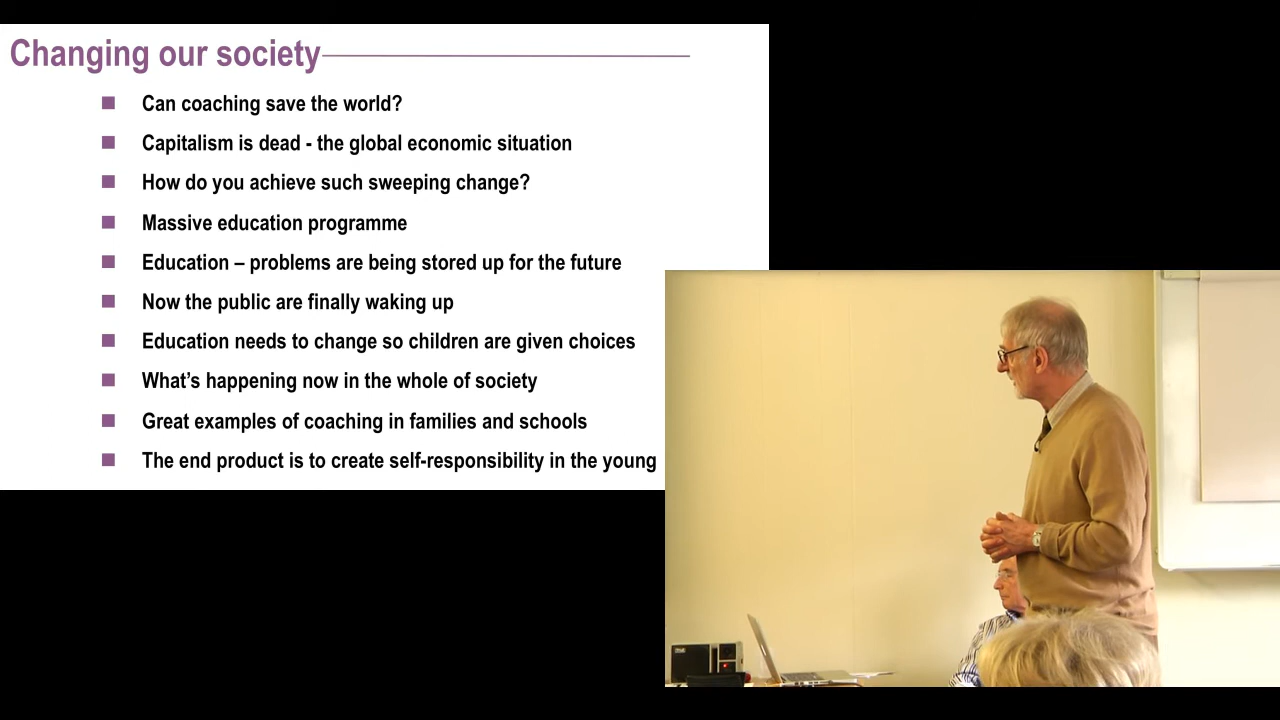 Changing our society
Can coaching save the world?
Capitalism is dead - the global economic situation
How do you achieve such sweeping change?
Massive education programme
Education – problems are being stored up for the future
Now the public are finally waking up
Education needs to change so children are given choices
What’s happening now in the whole of society
Great examples of coaching in families and schools
The end product is to create self-responsibility in the young